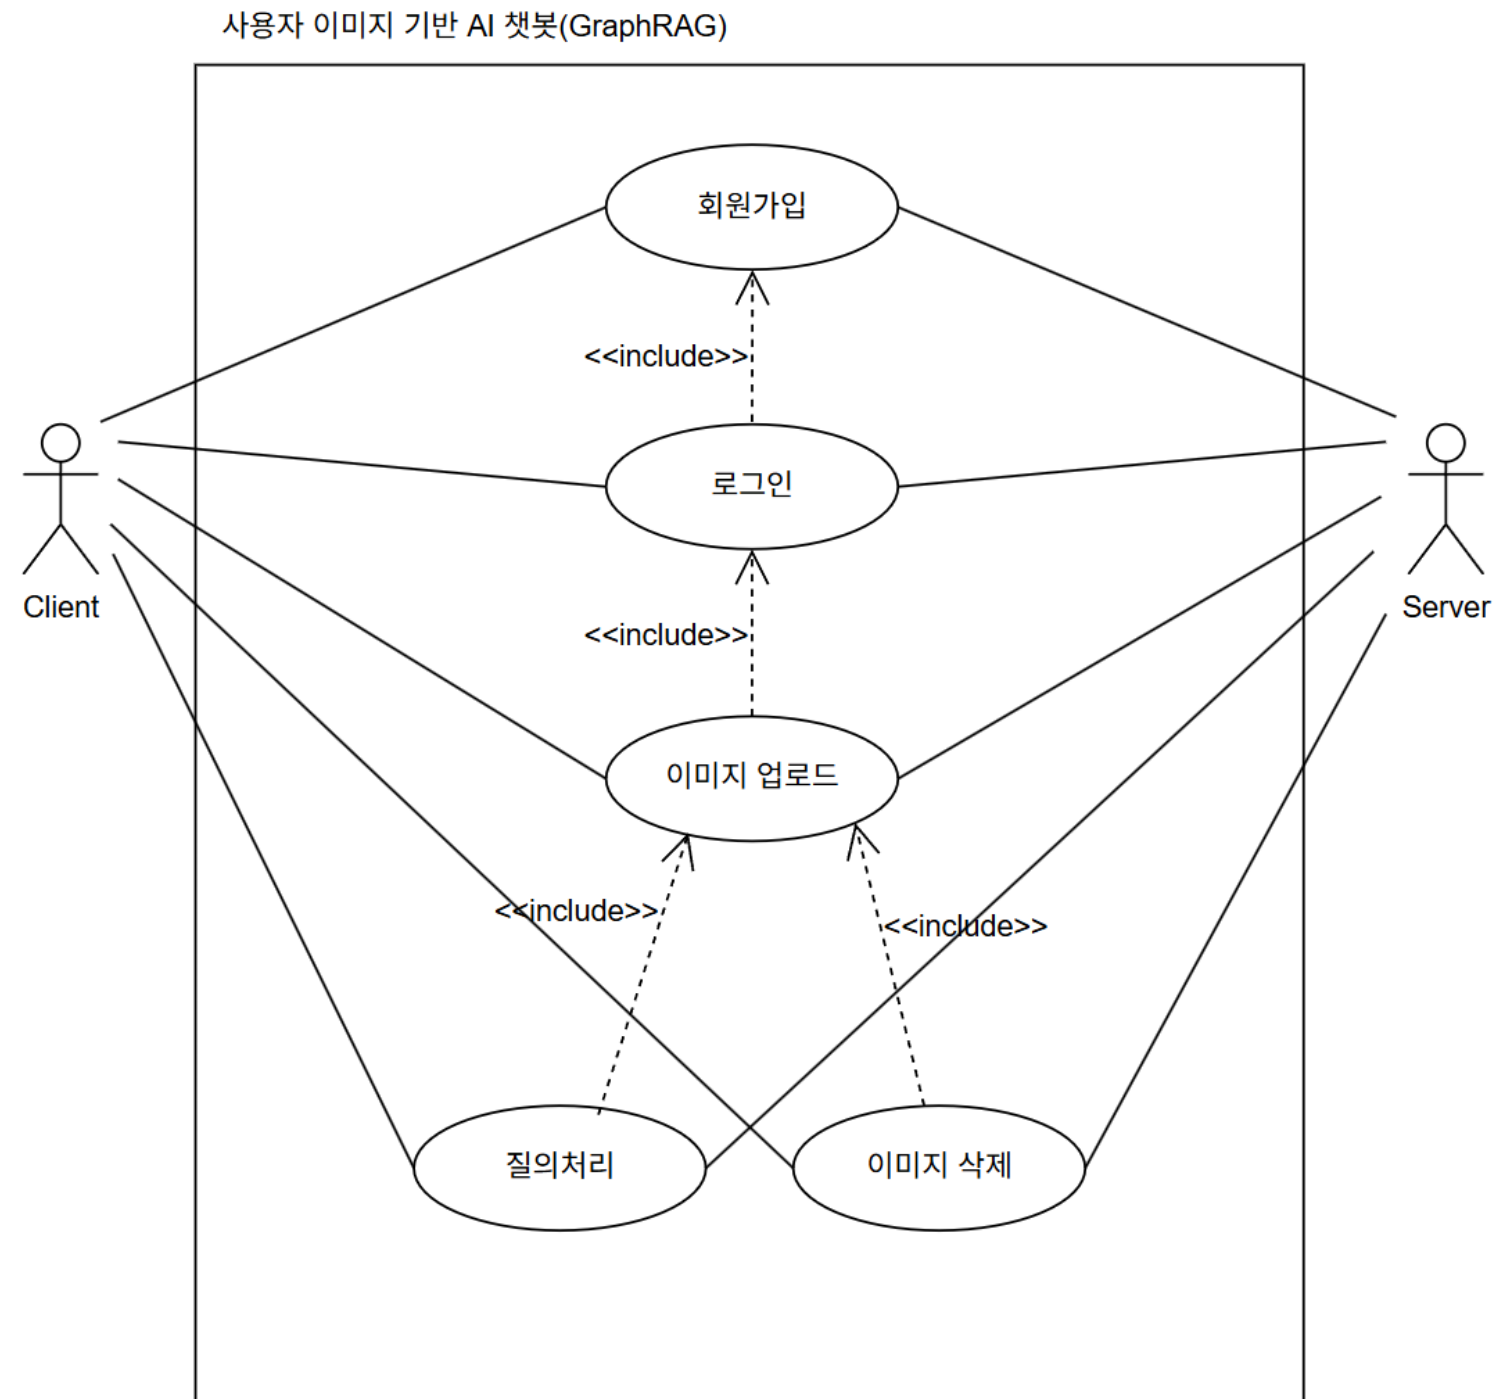 사용자 이미지 기반 AI 챗봇(GraphRAG)
회원가입
<<include>>
로그인
Client
Server
<<include>>
이미지 업로드
<<include>>
<<include>>
질의처리
이미지 삭제